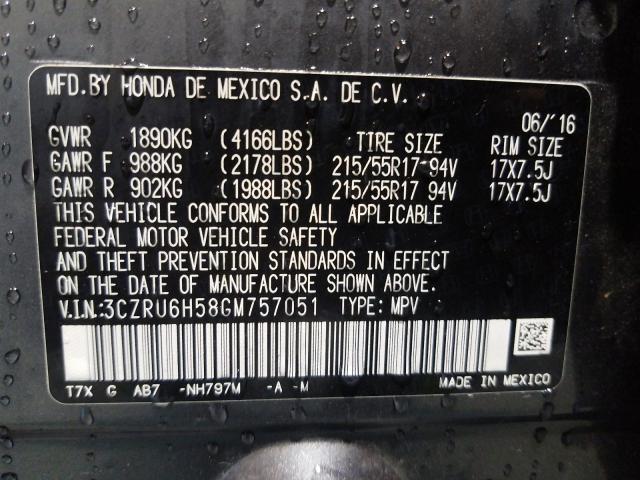 MFD. BY HONDA DE MEXICO S.A. DE C.V.
06/'16
GVWR 1890KG (4166LBS) TIRE SIZE RIM SIZE
GAWR F 988KG (2178LBS) 215/55R17 94V 17X7.5J
GAWR R 902KG (1988LBS) 215/55R17 94V 17X7.5J
THIS VEHICLE CONFORMS TO ALL APPLICABLE
FEDERAL MOTOR VEHICLE SAFETY
AND THEFT PREVENTION STANDARDS IN EFFECT
ON THE DATE OF MANUFACTURE SHOWN ABOVE.
V.I.N.:3CZRU6H58GM757051 TYPE: MPV
T7X G AB7 -NH797M -A -M MADE IN MEXICO